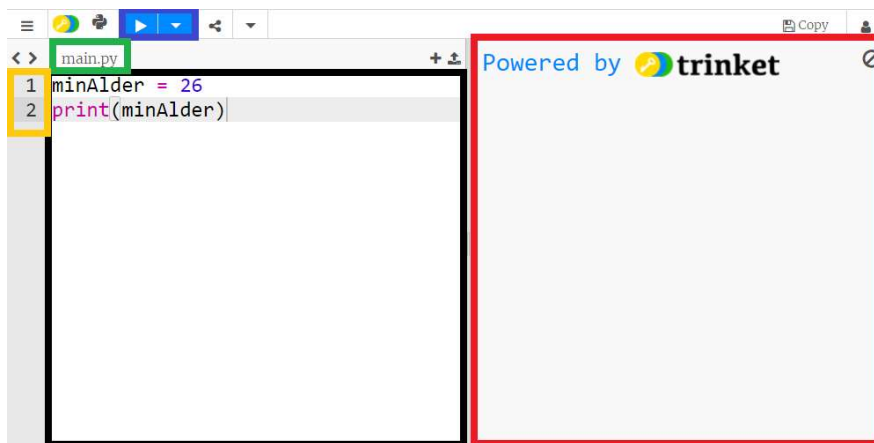 Copy
main.py
1 minAlder = 26
2 print(minAlder)
Powered by trinket